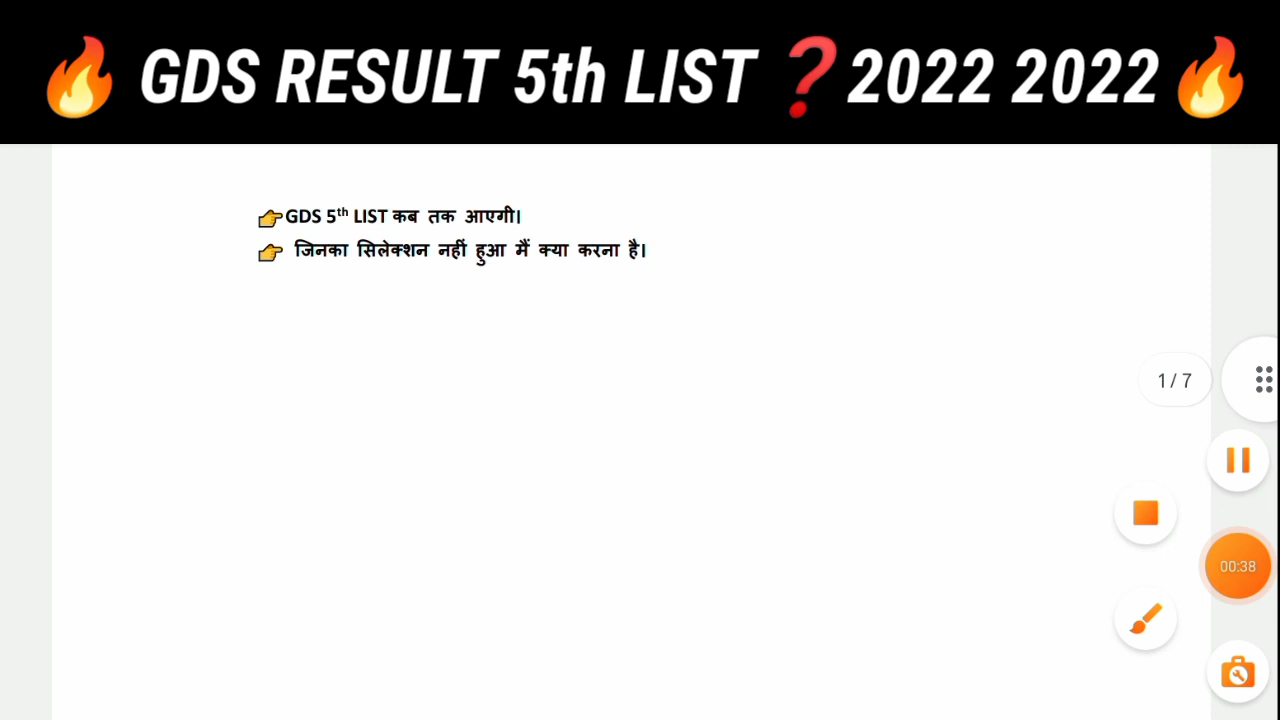 🔥 GDS RESULT 5th LIST ❓2022 2022🔥
👉GDS 5th LIST कब तक आएगी।
👉 जिनका सिलेक्शन नहीं हुआ मैं क्या करना है।
1 / 7
00:38